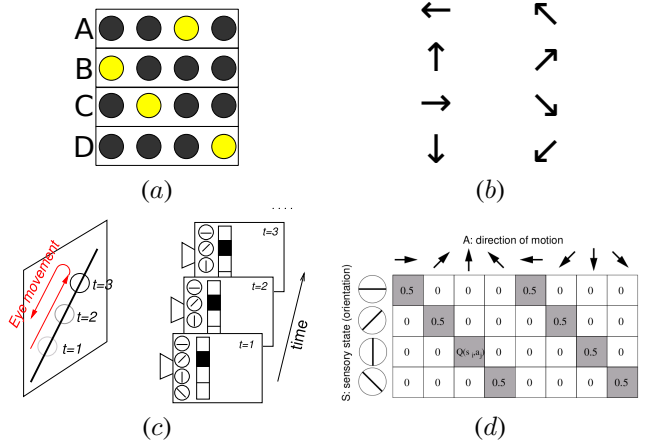 A
B
C
D
(a)
(b)
Eye movement
t=1
t=2
t=3
....
t=3
t=2
t=1
time
(c)
A: direction of motion
S: sensory state (orientation)
0.5 0 0 0 0.5 0 0 0
0 0.5 0 0 0 0.5 0 0
0 0 Q(s i,aj) 0 0 0 0.5 0
0 0 0 0.5 0 0 0 0.5
(d)